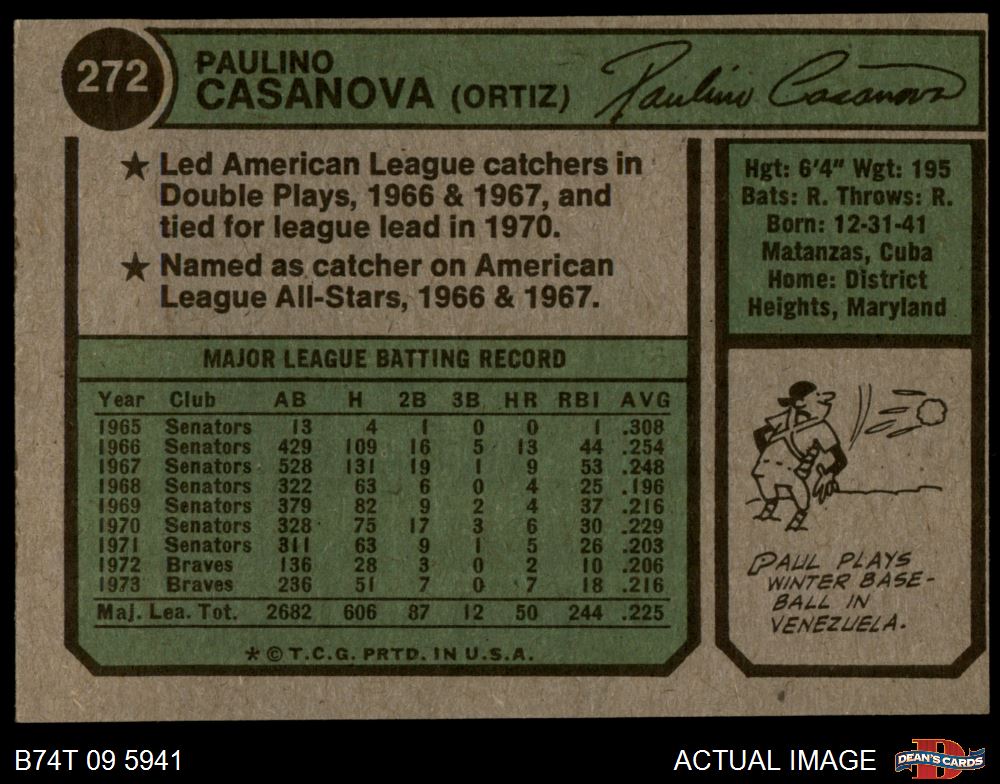 272
PAULINO
CASANOVA (ORTIZ)
Paulino Casanova
★ Led American League catchers in
Double Plays, 1966 & 1967, and
tied for league lead in 1970.
★ Named as catcher on American
League All-Stars, 1966 & 1967.
Hgt: 6'4" Wgt: 195
Bats: R. Throws: R.
Born: 12-31-41
Matanzas, Cuba
Home: District
Heights, Maryland
MAJOR LEAGUE BATTING RECORD
Year Club AB H 2B 3B HR RBI AVG
1965 Senators 13 4 1 0 0 1 .308
1966 Senators 429 109 16 5 13 44 .254
1967 Senators 528 131 19 1 9 53 .248
1968 Senators 322 63 6 0 4 25 .196
1969 Senators 379 82 9 2 4 37 .216
1970 Senators 328 75 17 3 6 30 .229
1971 Senators 311 63 9 1 5 26 .203
1972 Braves 136 28 3 0 2 10 .206
1973 Braves 236 51 7 0 7 18 .216
Maj. Lea. Tot. 2682 606 87 12 50 244 .225
* © T.C.G. PRTD. IN U.S.A.
PAUL PLAYS
WINTER BASE-
BALL IN
VENEZUELA.
B74T 09 5941
ACTUAL IMAGE
D
DEAN'S CARDS